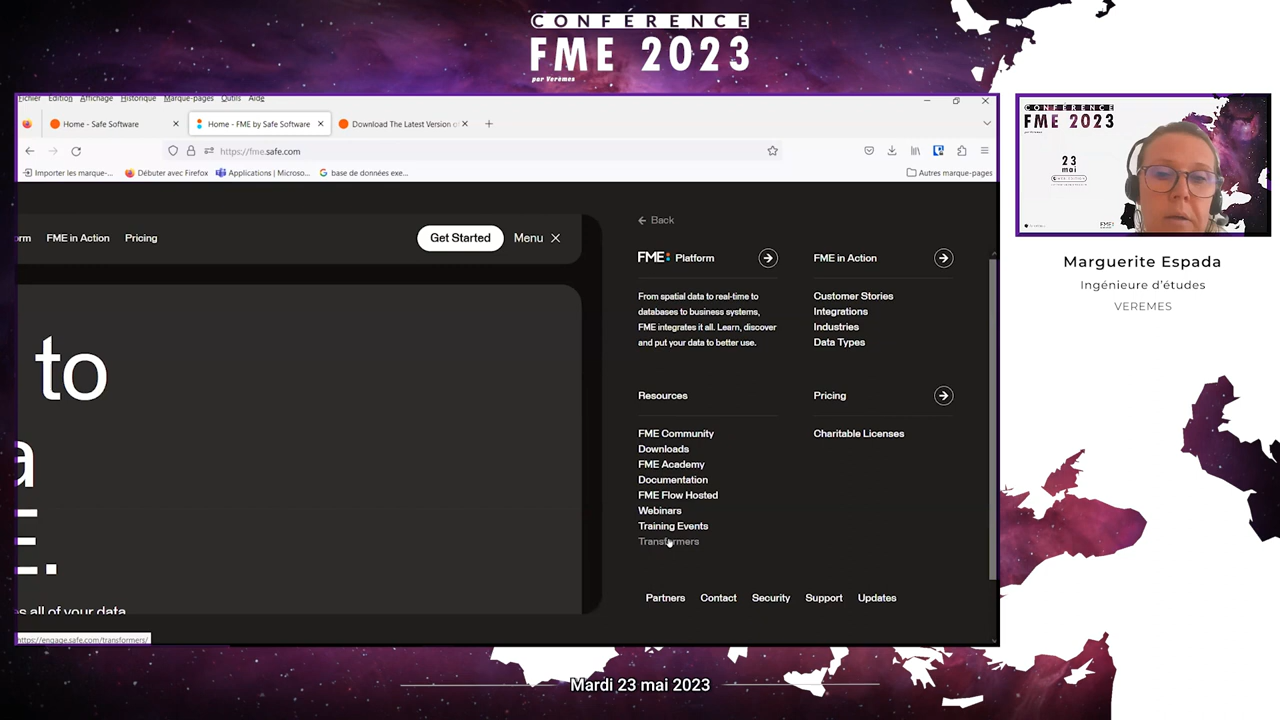 CONFÉRENCE
FME 2023
par Veremes
Fichier Edition Affichage Historique Marque-pages Outils Aide
Home - Safe Software
Home - FME by Safe Software
Download The Latest Version o
https://fme.safe.com
Importer les marque-...
Débuter avec Firefox
Applications | Microso...
base de données exe...
Autres marque-pages
orm
FME in Action
Pricing
Get Started
Menu
Back
FME Platform
From spatial data to real-time to
databases to business systems,
FME integrates it all. Learn, discover
and put your data to better use.
FME in Action
Customer Stories
Integrations
Industries
Data Types
Resources
FME Community
Downloads
FME Academy
Documentation
FME Flow Hosted
Webinars
Training Events
Transformers
Pricing
Charitable Licenses
Partners
Contact
Security
Support
Updates
to
a
E.
es all of your data
https://engage.safe.com/transformers/
CONFÉRENCE
FME 2023
23
mai
Marguerite Espada
Ingénieure d'études
VEREMES
Mardi 23 mai 2023